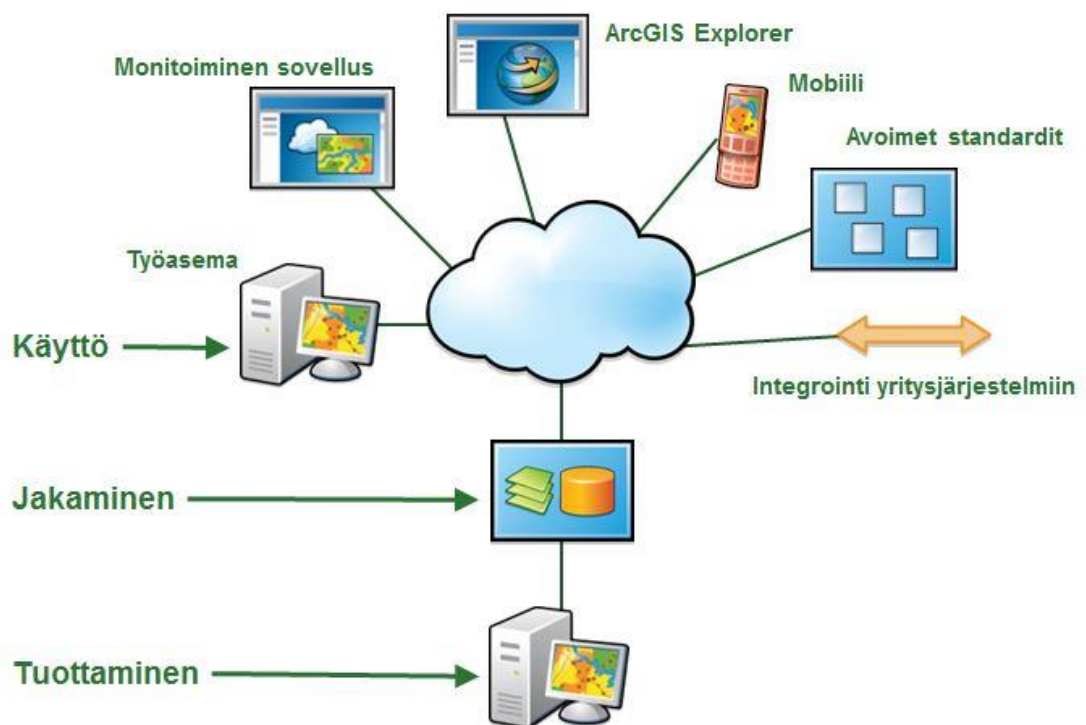 ArcGIS Explorer
Monitoiminen sovellus
Mobiili
Avoimet standardit
Työasema
Käyttö
Integrointi yritysjärjestelmiin
Jakaminen
Tuottaminen